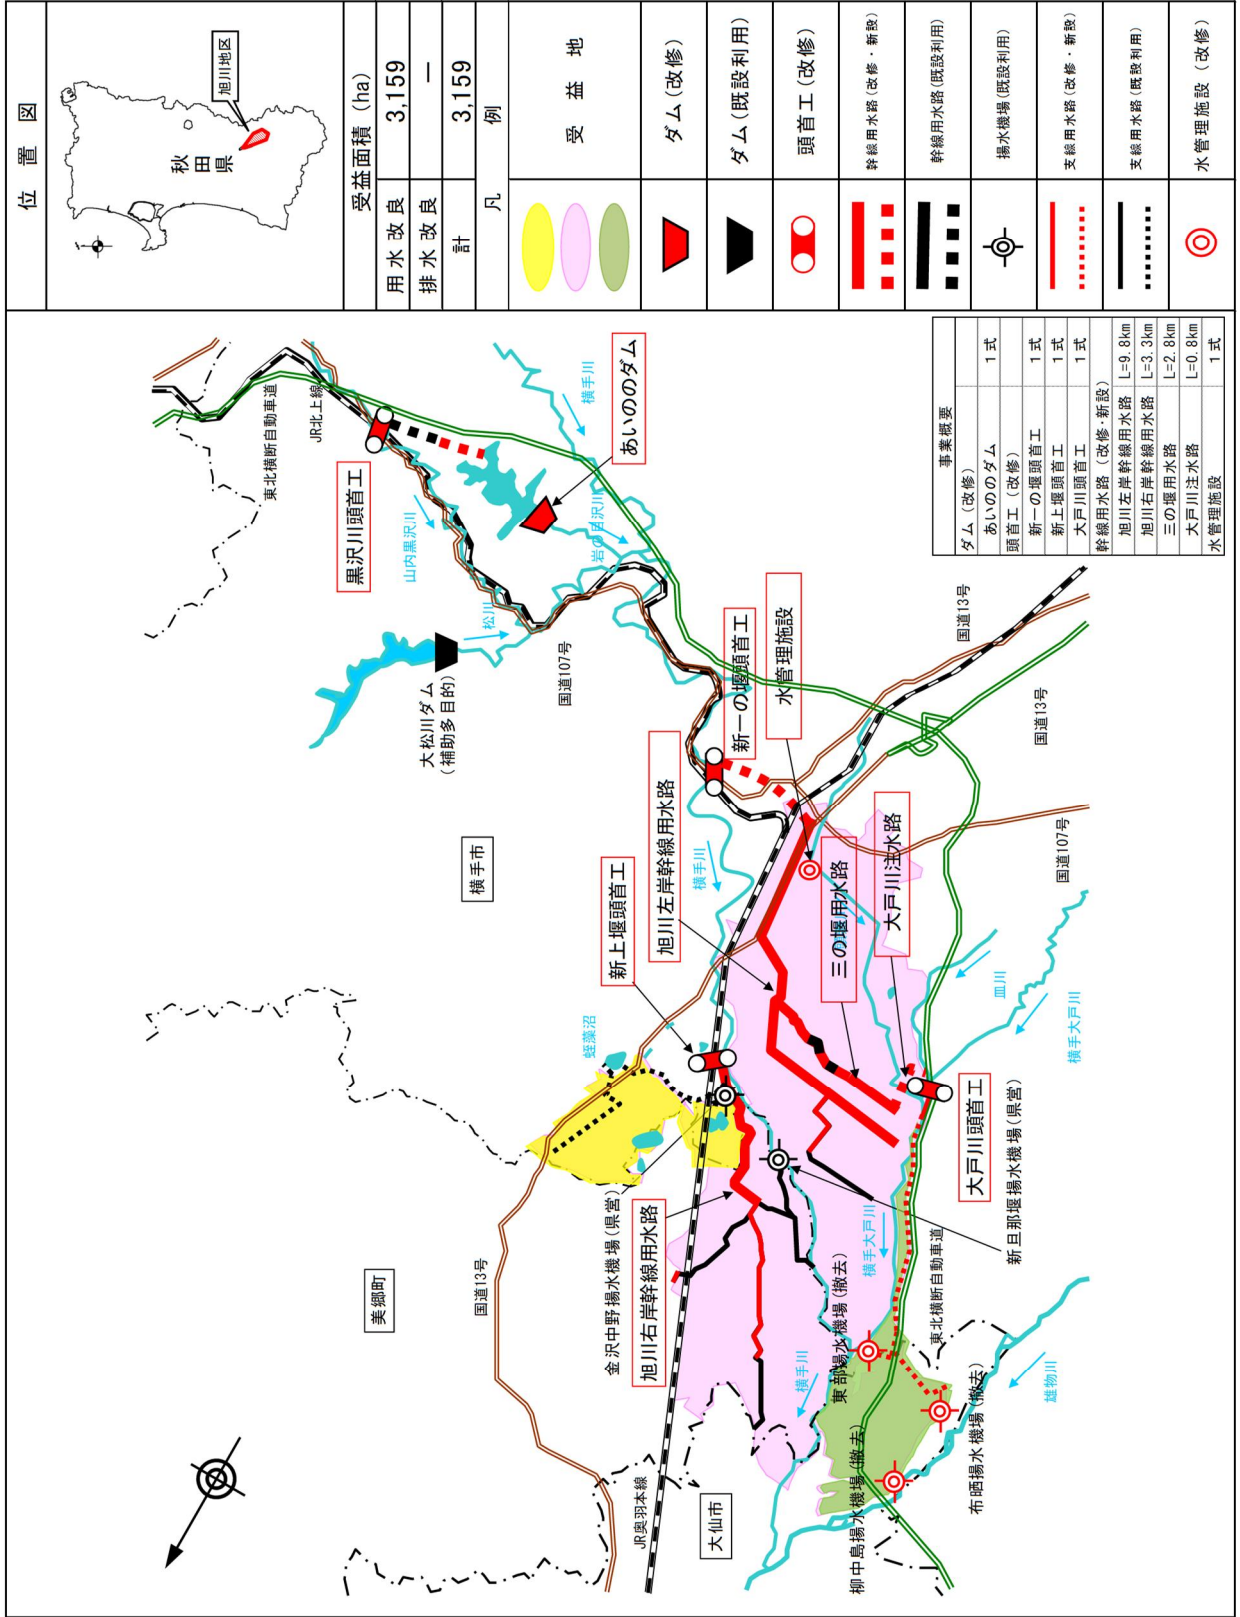 位置図
旭川地区
秋田県
受益面積(ha)
用水改良 3,159
排水改良 ー
計 3,159
凡例
受益地
ダム(改修)
ダム(既設利用)
頭首工(改修)
幹線用水路(改修・新設)
幹線用水路(既設利用)
揚水機場(既設利用)
支線用水路(改修・新設)
支線用水路(既設利用)
水管理施設(改修)
事業概要
ダム(改修)
あいののダム 1式
頭首工(改修)
新一の堰頭首工 1式
新上堰頭首工 1式
大戸川頭首工 1式
幹線用水路(改修・新設)
旭川左岸幹線用水路 L=9.8km
旭川右岸幹線用水路 L=3.3km
三の堰用水路 L=2.8km
大戸川注水路 L=0.8km
水管理施設 1式
東北横断自動車道
JR北上線
黒沢川頭首工
山内黒沢川
横手川
あいののダム
岩の目沢川
松川
大松川ダム
(補助多目的)
国道107号
新一の堰頭首工
水管理施設
国道13号
国道13号
国道107号
横手市
横手川
旭川左岸幹線用水路
新上堰頭首工
三の堰用水路
大戸川注水路
皿川
横手大戸川
蛭藻沼
大戸川頭首工
新旦那堰揚水機場(県営)
美郷町
国道13号
金沢中野揚水機場(県営)
旭川右岸幹線用水路
横手大戸川
東部揚水機場(撤去)
東北横断自動車道
横手川
雄物川
JR奥羽本線
大仙市
柳中島揚水機場(撤去)
布晒揚水機場(撤去)